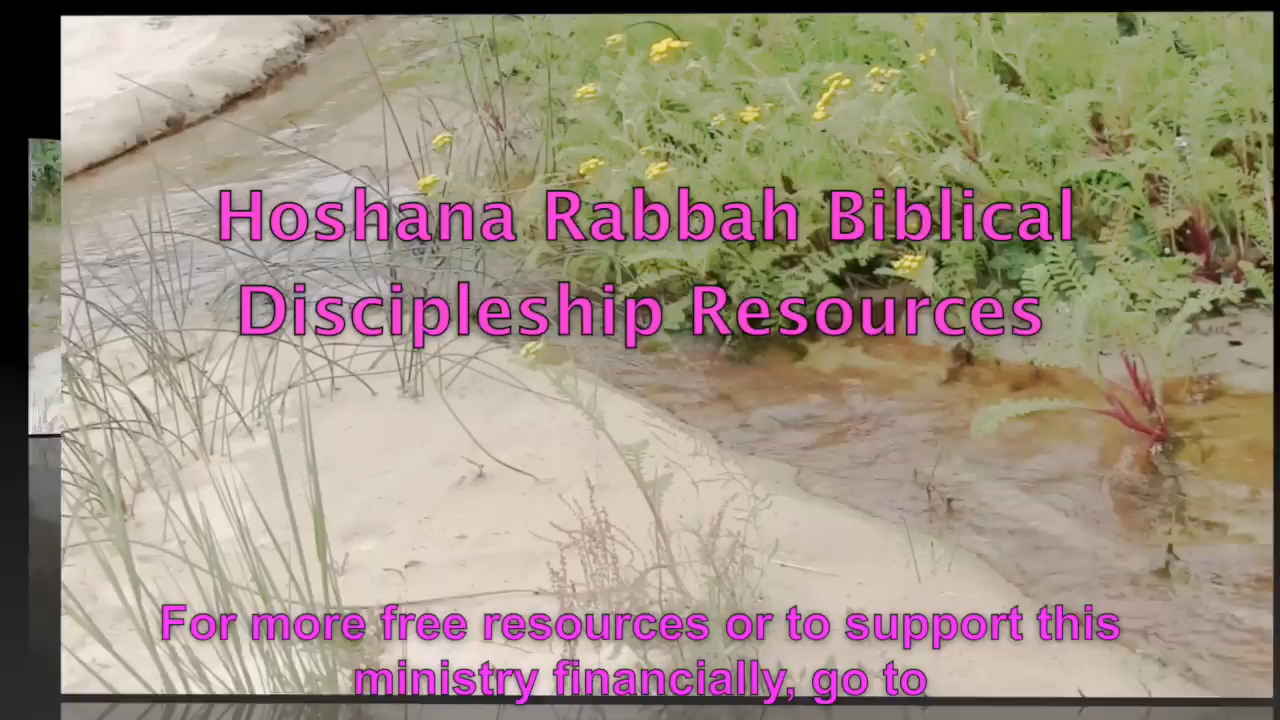 Hoshana Rabbah Biblical
Discipleship Resources
For more free resources or to support this
ministry financially, go to